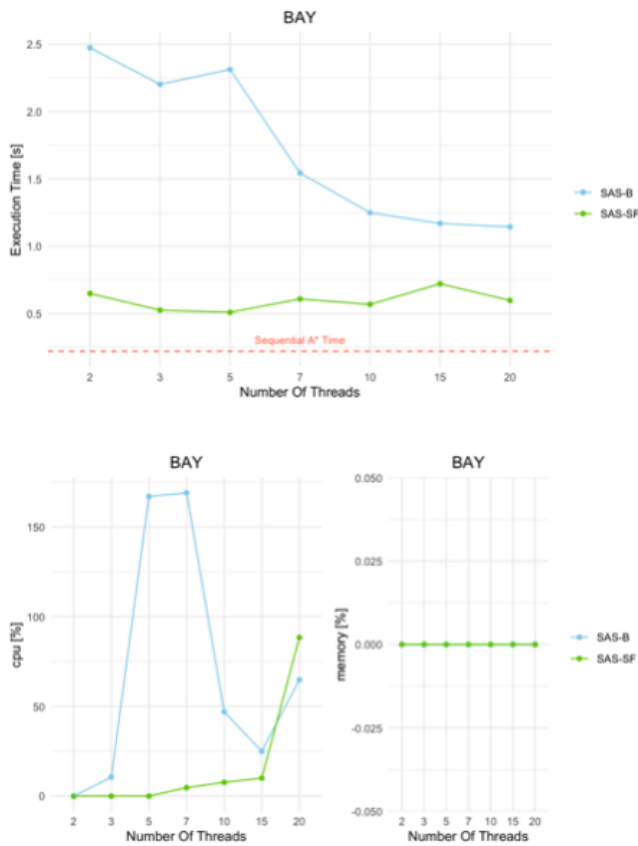 BAY
2.5
2.0
1.5
1.0
0.5
Execution Time [s]
Sequential A* Time
2 3 5 7 10 15 20
Number Of Threads
SAS-B
SAS-SF
BAY
150
100
50
0
cpu [%]
2 3 5 7 10 15 20
Number Of Threads
BAY
0.050
0.025
0.000
-0.025
-0.050
memory [%]
2 3 5 7 10 15 20
Number Of Threads
SAS-B
SAS-SF